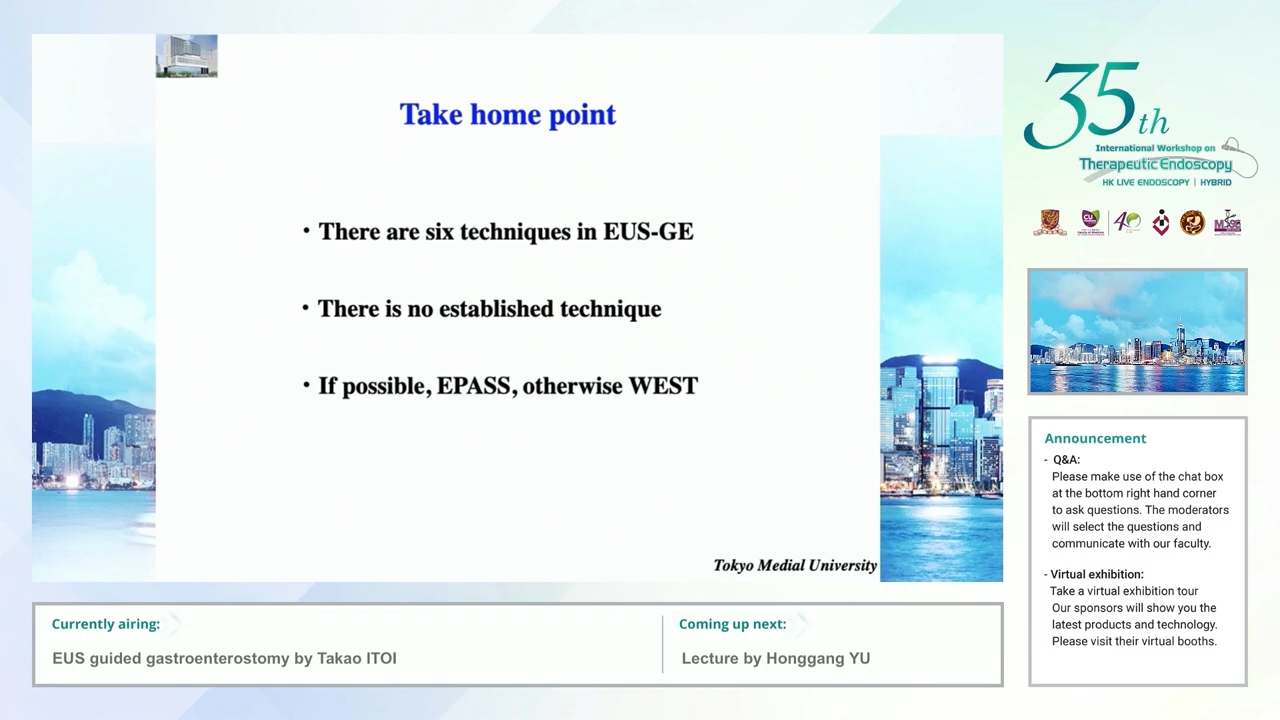 Take home point
• There are six techniques in EUS-GE
• There is no established technique
• If possible, EPASS, otherwise WEST
Tokyo Medial University
35th
International Workshop on
Therapeutic Endoscopy
HK LIVE ENDOSCOPY | HYBRID
Announcement
- Q&A:
Please make use of the chat box
at the bottom right hand corner
to ask questions. The moderators
will select the questions and
communicate with our faculty.
- Virtual exhibition:
Take a virtual exhibition tour
Our sponsors will show you the
latest products and technology.
Please visit their virtual booths.
Currently airing:
EUS guided gastroenterostomy by Takao ITOI
Coming up next:
Lecture by Honggang YU